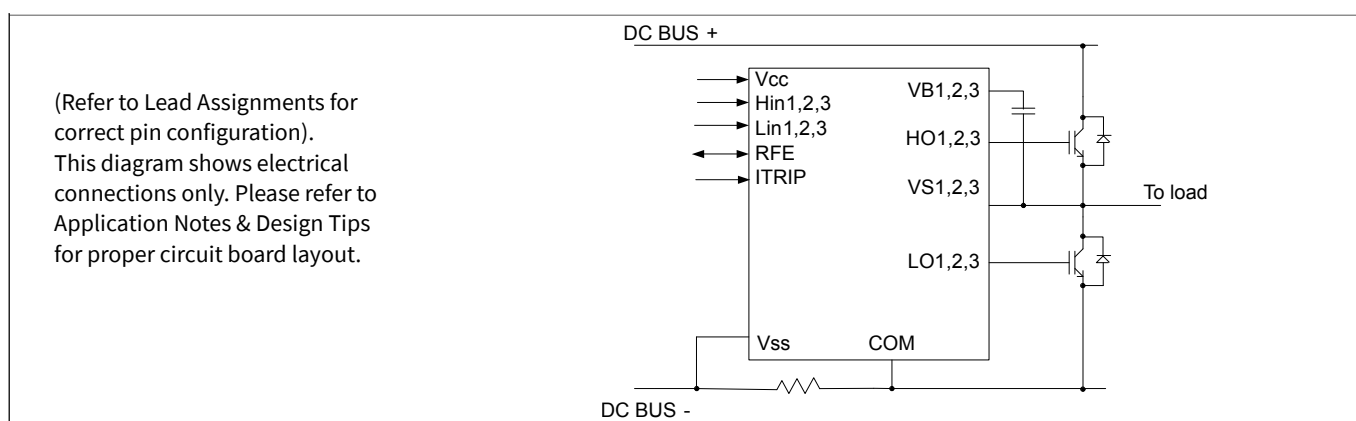 (Refer to Lead Assignments for
correct pin configuration).
This diagram shows electrical
connections only. Please refer to
Application Notes & Design Tips
for proper circuit board layout.
DC BUS +
Vcc
Hin1,2,3
Lin1,2,3
RFE
ITRIP
VB1,2,3
HO1,2,3
VS1,2,3
To load
LO1,2,3
Vss
COM
DC BUS -